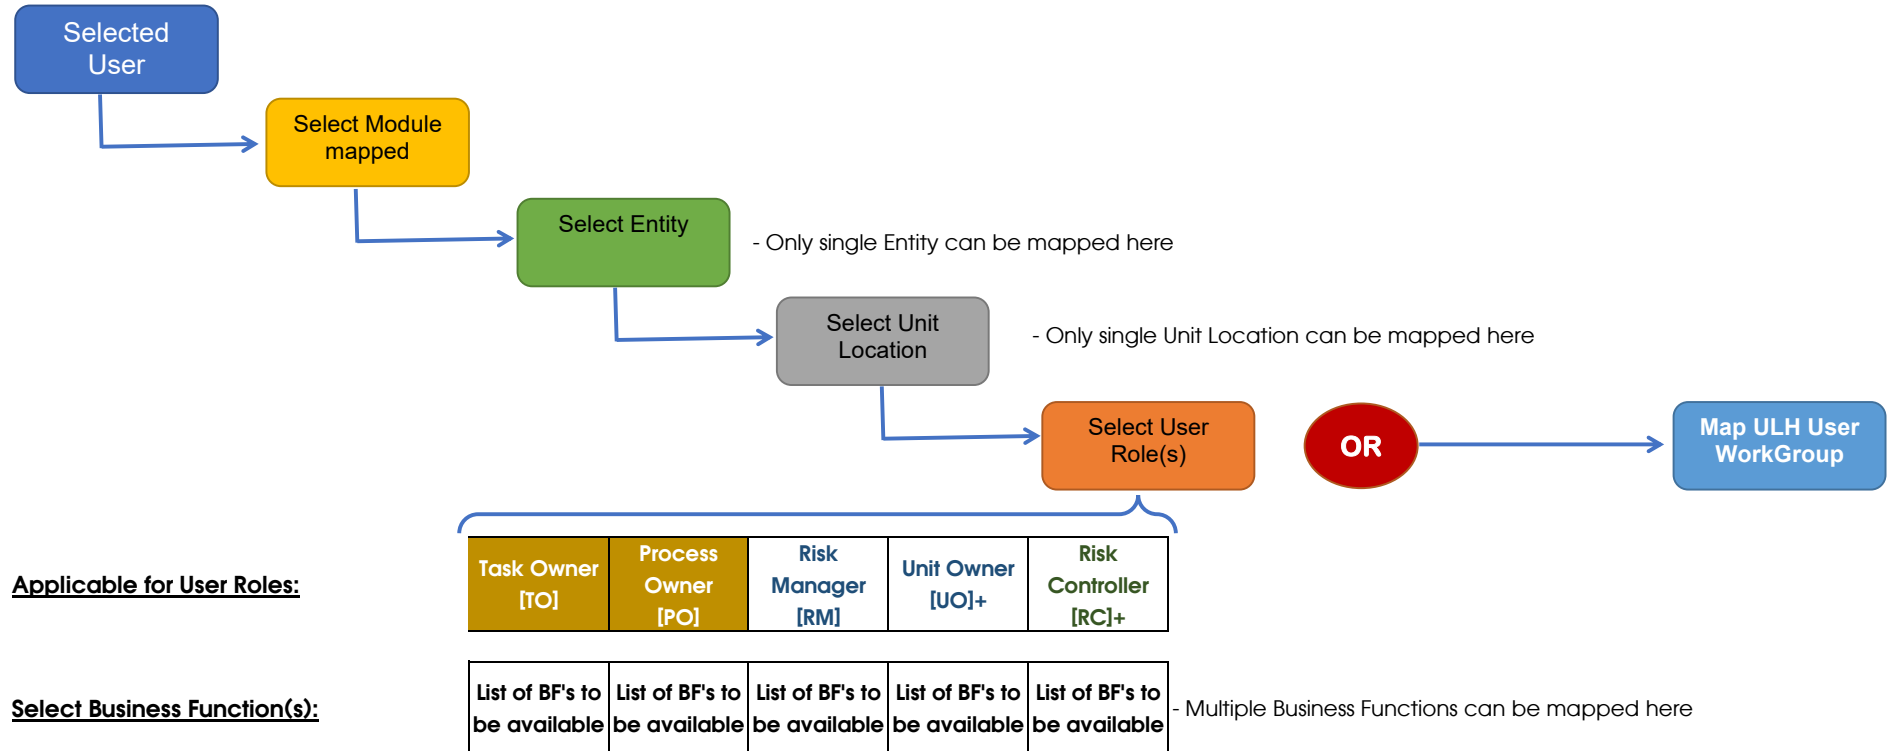 Selected
User
Select Module
mapped
Select Entity
- Only single Entity can be mapped here
Select Unit
Location
- Only single Unit Location can be mapped here
Select User
Role(s)
OR
Map ULH User
WorkGroup
Applicable for User Roles:
Task Owner
[TO]
Process
Owner
[PO]
Risk
Manager
[RM]
Unit Owner
[UO]+
Risk
Controller
[RC]+
Select Business Function(s):
List of BF's to
be available
List of BF's to
be available
List of BF's to
be available
List of BF's to
be available
List of BF's to
be available
- Multiple Business Functions can be mapped here